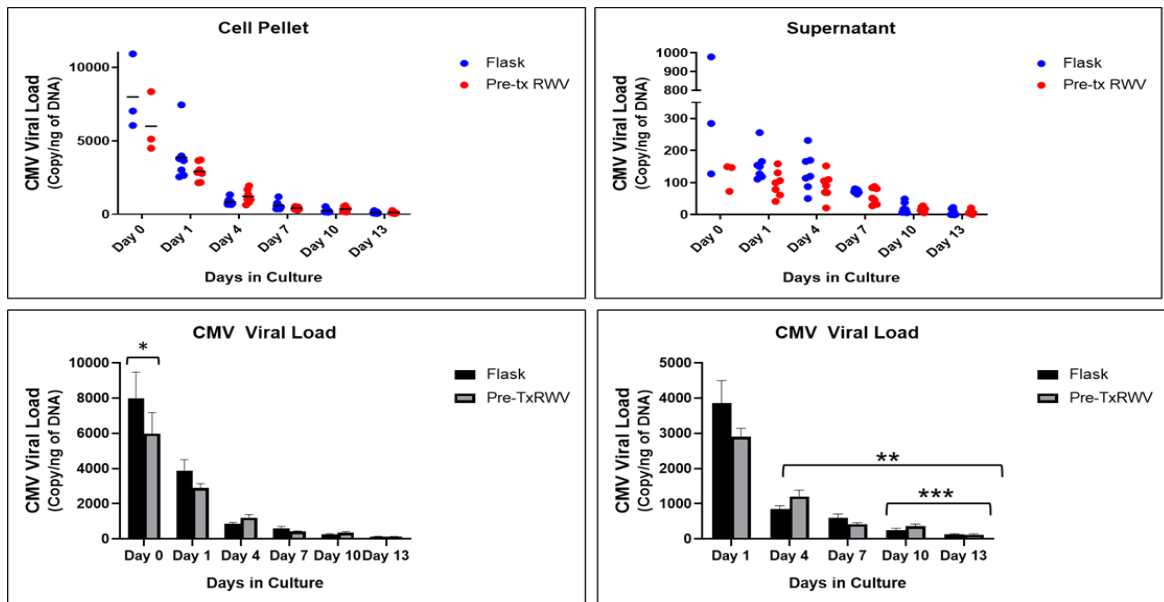 Cell Pellet
CMV Viral Load
(Copy/ng of DNA)
10000
5000
0
Flask
Pre-tx RWV
Day 0 Day 1 Day 4 Day 7 Day 10 Day 13
Days in Culture
Supernatant
CMV Viral Load
(Copy/ng of DNA)
1000
900
800
300
200
100
0
Flask
Pre-tx RWV
Day 0 Day 1 Day 4 Day 7 Day 10 Day 13
Days in Culture
CMV Viral Load
CMV Viral Load
(Copy/ng of DNA)
10000
8000
6000
4000
2000
0
*
Flask
Pre-TxRWV
Day 0 Day 1 Day 4 Day 7 Day 10 Day 13
Days in Culture
CMV Viral Load
CMV Viral Load
(Copy/ng of DNA)
5000
4000
3000
2000
1000
0
Flask
Pre-TxRWV
**
***
Day 1 Day 4 Day 7 Day 10 Day 13
Days in Culture